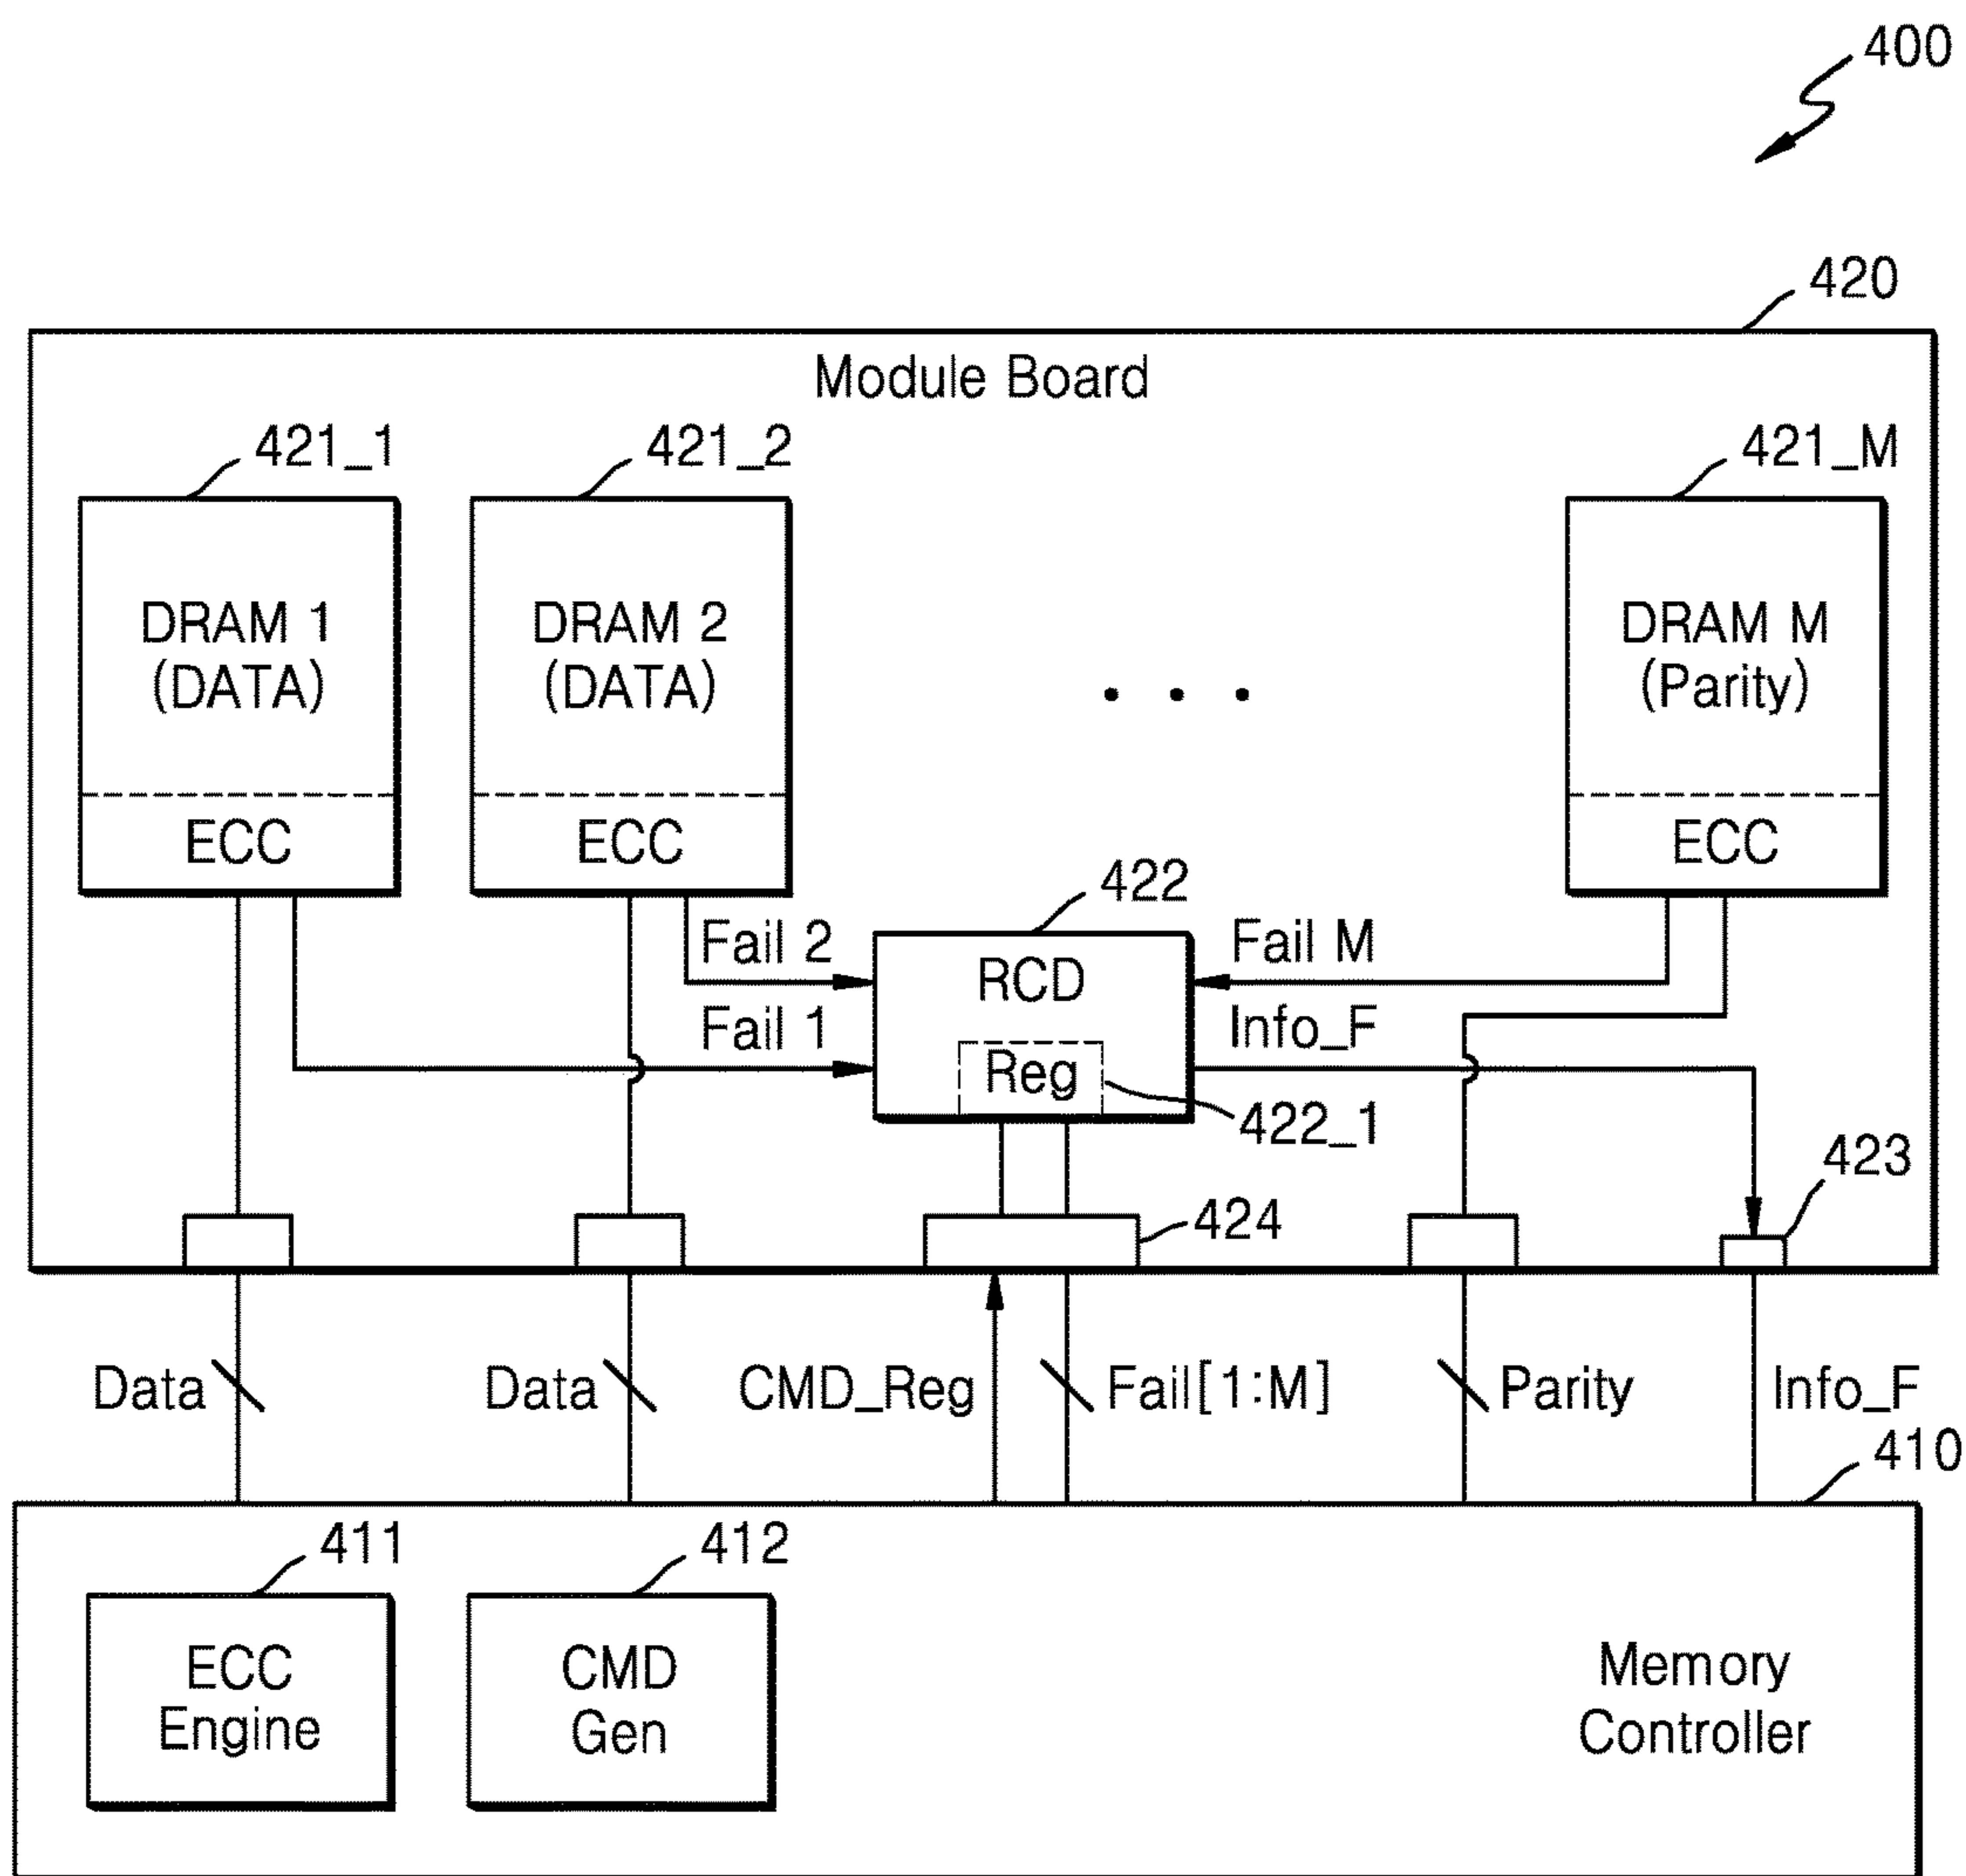 400
420
Module Board
421_1
421_2
421_M
DRAM 1
(DATA)
DRAM 2
(DATA)
. . .
DRAM M
(Parity)
ECC
ECC
ECC
422
Fail 2
RCD
Fail M
Fail 1
Info_F
Reg
422_1
423
424
Data
Data
CMD_Reg
Fail[1:M]
Parity
Info_F
410
411
412
ECC
Engine
CMD
Gen
Memory
Controller